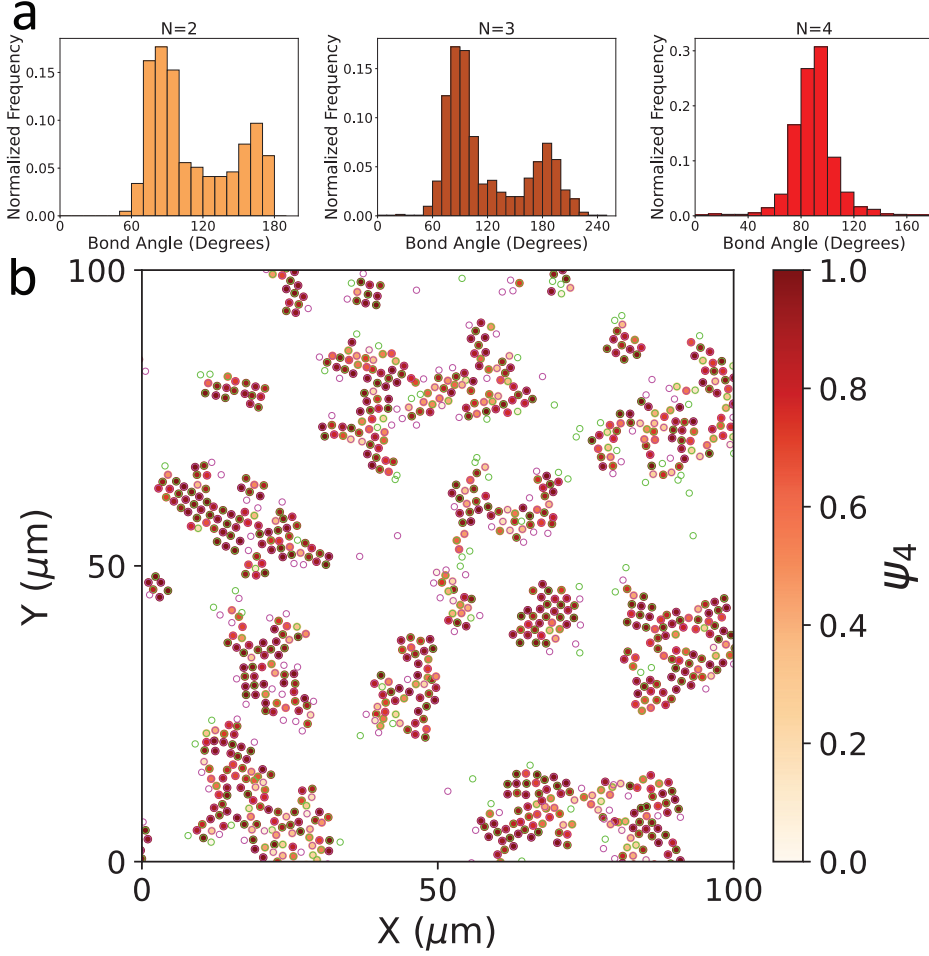 a
N=2
N=3
N=4
Normalized Frequency
0.15
0.10
0.05
0.00
0 60 120 180
Bond Angle (Degrees)
Normalized Frequency
0.15
0.10
0.05
0.00
0 60 120 180 240
Bond Angle (Degrees)
Normalized Frequency
0.3
0.2
0.1
0.0
0 40 80 120 160
Bond Angle (Degrees)
b
100
50
0
Y (μm)
0 50 100
X (μm)
1.0
0.8
0.6
0.4
0.2
0.0
ψ4